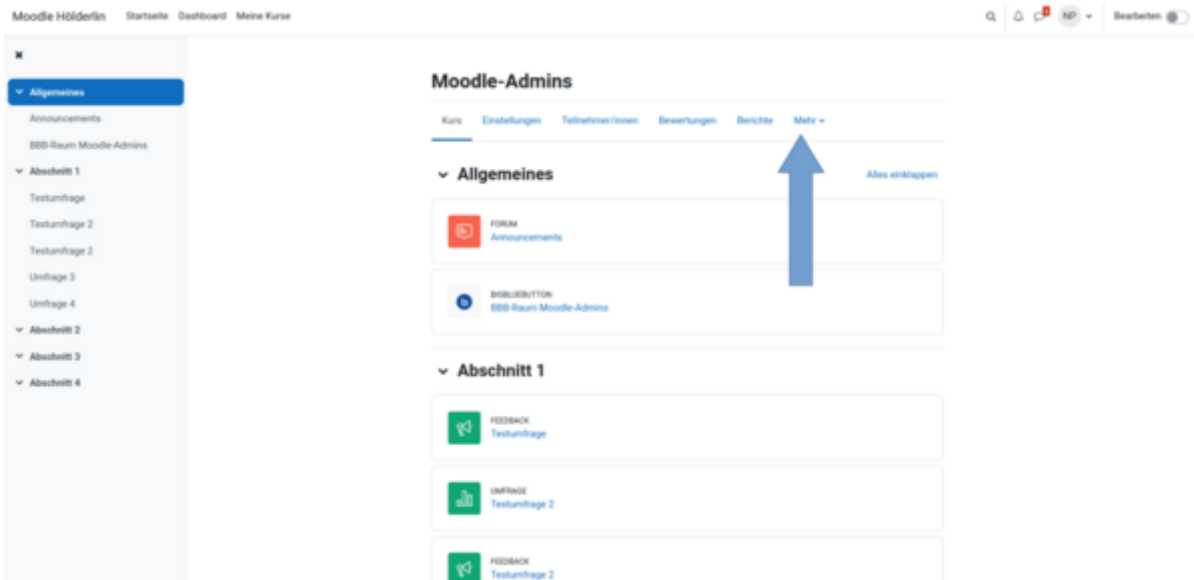 Moodle Hölderlin Startseite Dashboard Meine Kurse NP Bearbeiten
Allgemeines
Announcements
BBB-Raum Moodle-Admins
Abschnitt 1
Testumfrage
Testumfrage 2
Testumfrage 2
Umfrage 3
Umfrage 4
Abschnitt 2
Abschnitt 3
Abschnitt 4
Moodle-Admins
Kurs Einstellungen Teilnehmer/innen Bewertungen Berichte Mehr
Allgemeines Alles einklappen
FORUM
Announcements
BIGBLUEBUTTON
BBB-Raum Moodle-Admins
Abschnitt 1
FEEDBACK
Testumfrage
UMFRAGE
Testumfrage 2
FEEDBACK
Testumfrage 2